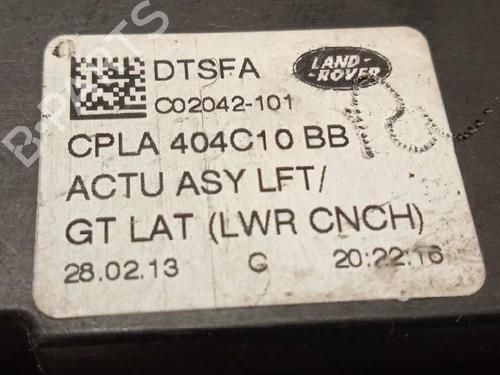 DTSFA
LAND-
-ROVER
C02042-101
CPLA 404C10 BB
ACTU ASY LFT/
GT LAT (LWR CNCH)
28.02.13 C 20:22:16